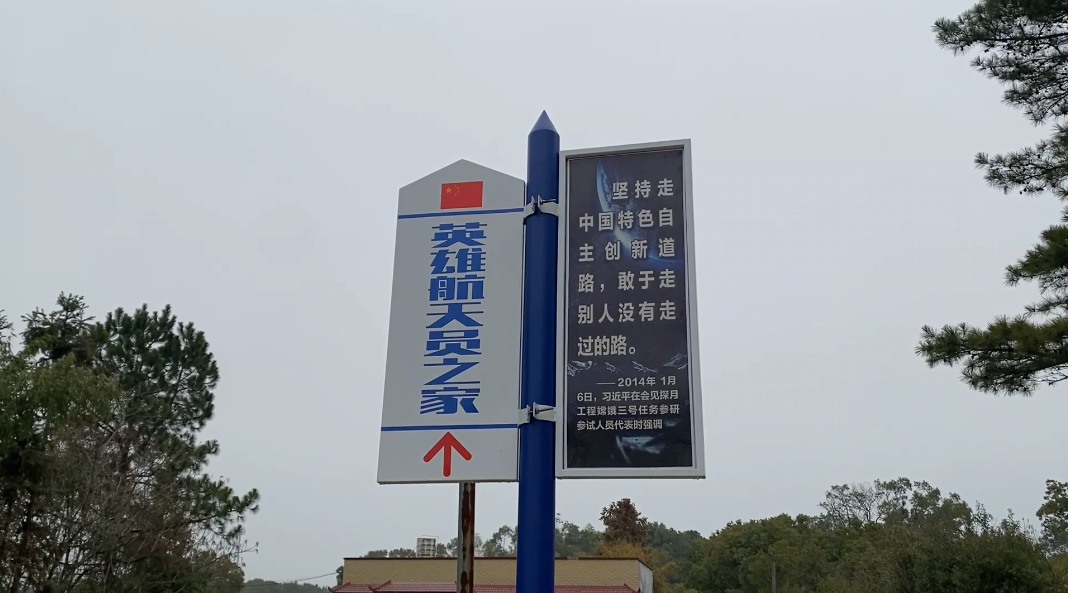 英雄航天员之家
坚持走
中国特色自
主创新道
路，敢于走
别人没有走
过的路。
——2014年 1月
6日，习近平在会见探月
工程嫦娥三号任务参研
参试人员代表时强调